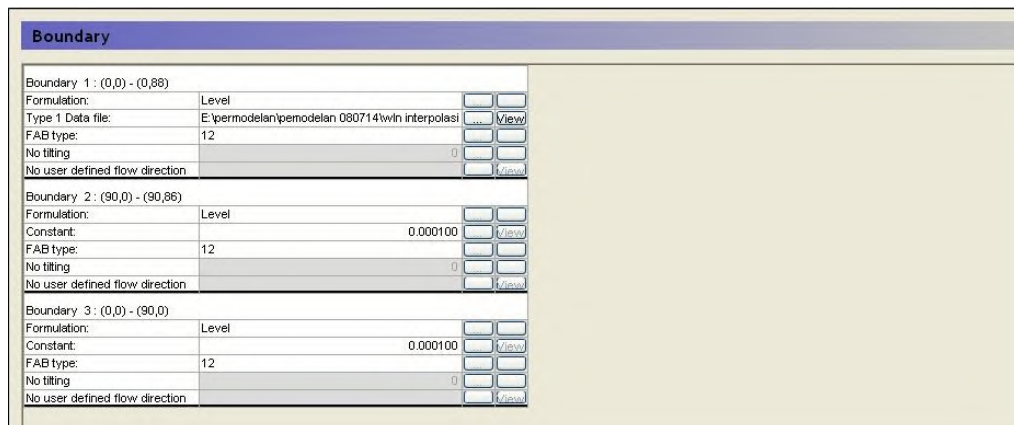 Boundary
Boundary 1 : (0,0) - (0,88)
Formulation: Level ...
Type 1 Data file: E:\permodelan\pemodelan 080714\wln interpolasi ... View
FAB type: 12 ...
No tilting 0 ...
No user defined flow direction ... View
Boundary 2 : (90,0) - (90,86)
Formulation: Level ...
Constant: 0.000100 ... View
FAB type: 12 ...
No tilting 0 ...
No user defined flow direction ... View
Boundary 3 : (0,0) - (90,0)
Formulation: Level ...
Constant: 0.000100 ... View
FAB type: 12 ...
No tilting 0 ...
No user defined flow direction ... View